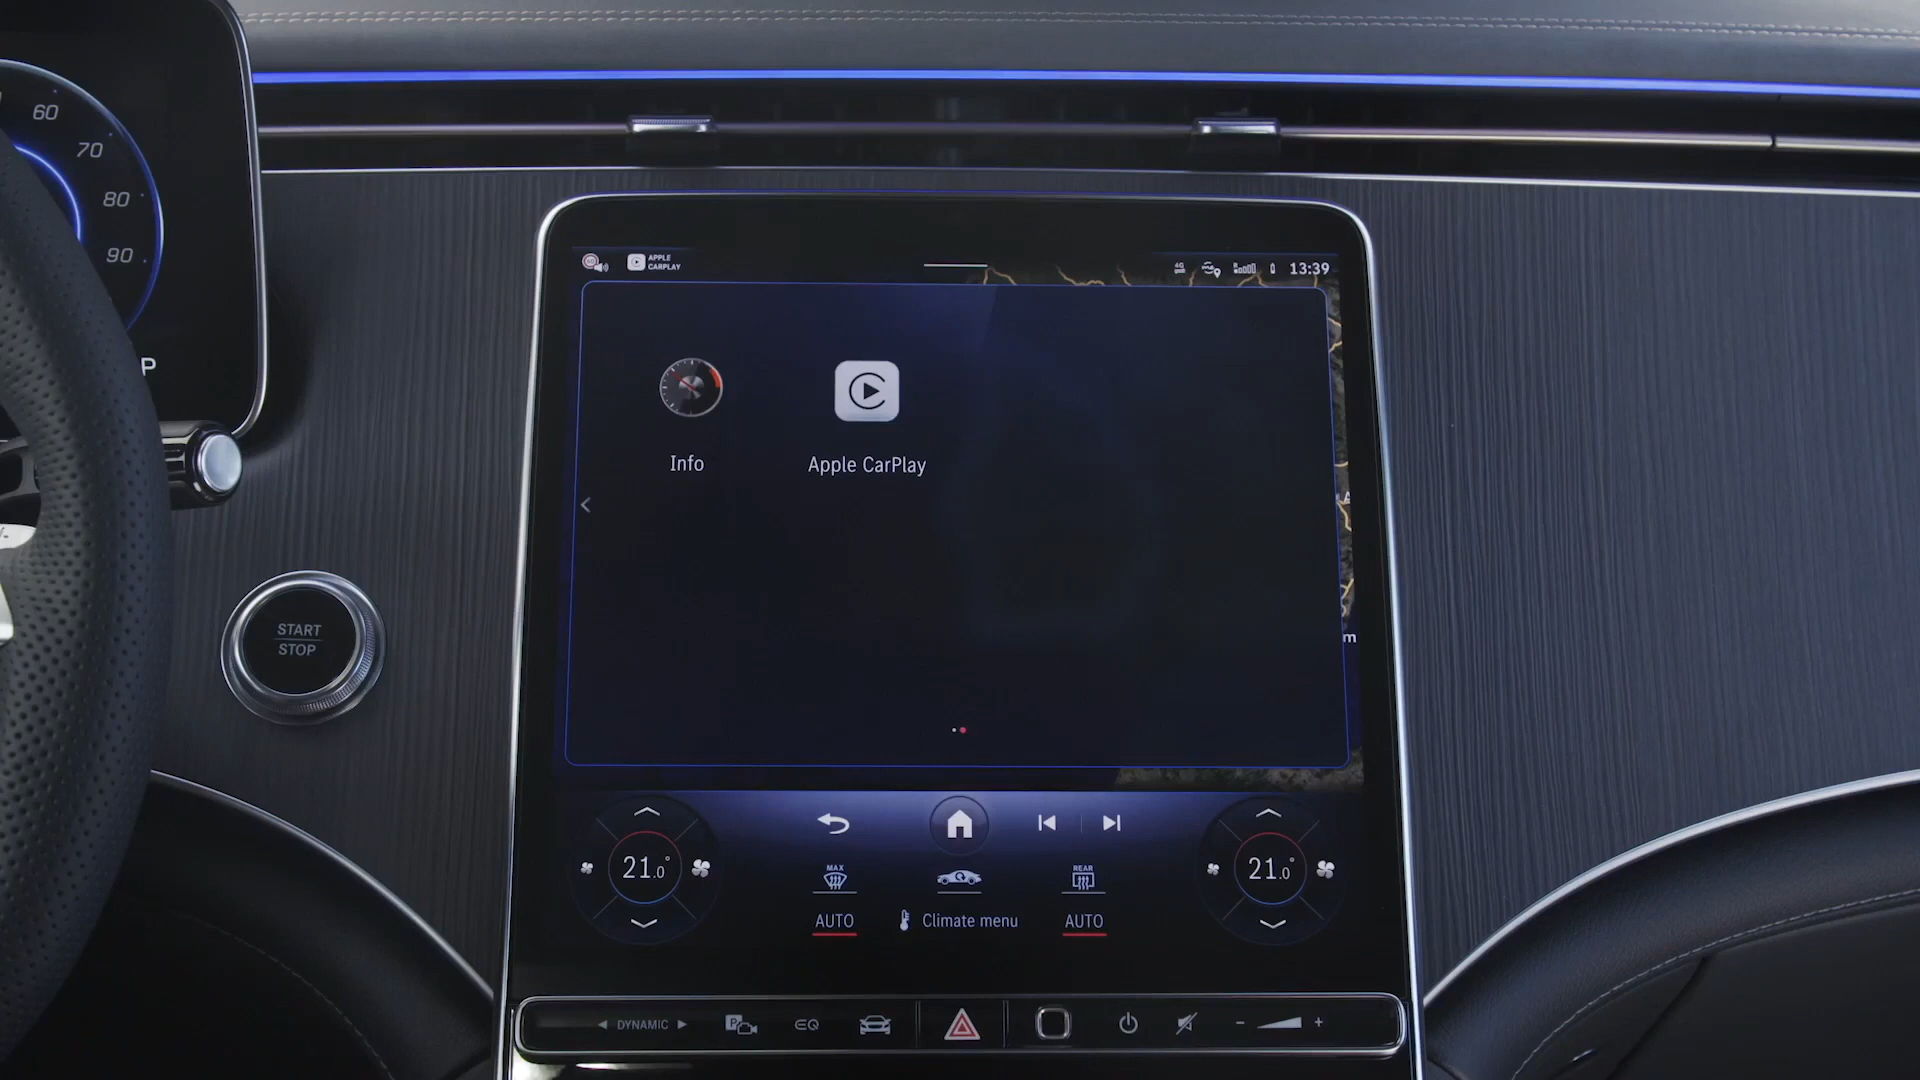 60
70
80
90
P
APPLE
CARPLAY
4G
13:39
Info
Apple CarPlay
START
STOP
m
21.0°
MAX
REAR
21.0°
AUTO
Climate menu
AUTO
DYNAMIC
P
EQ
- +